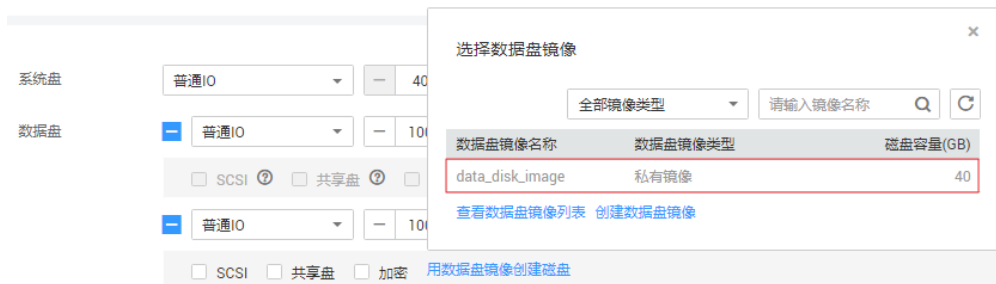 选择数据盘镜像
系统盘 普通IO 40
全部镜像类型 请输入镜像名称
数据盘 普通IO 100
数据盘镜像名称 数据盘镜像类型 磁盘容量(GB)
SCSI 共享盘
data_disk_image 私有镜像 40
查看数据盘镜像列表 创建数据盘镜像
普通IO 100
SCSI 共享盘 加密 用数据盘镜像创建磁盘